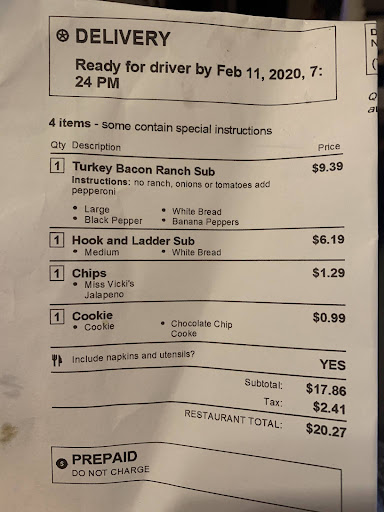 DELIVERY
Ready for driver by Feb 11, 2020, 7:
24 PM
4 items - some contain special instructions
Qty Description Price
1 Turkey Bacon Ranch Sub $9.39
Instructions: no ranch, onions or tomatoes add
pepperoni
• Large • White Bread
• Black Pepper • Banana Peppers
1 Hook and Ladder Sub $6.19
• Medium • White Bread
1 Chips $1.29
• Miss Vicki's
Jalapeno
1 Cookie $0.99
• Cookie • Chocolate Chip
Cooke
Include napkins and utensils? YES
Subtotal: $17.86
Tax: $2.41
RESTAURANT TOTAL: $20.27
$ PREPAID
DO NOT CHARGE